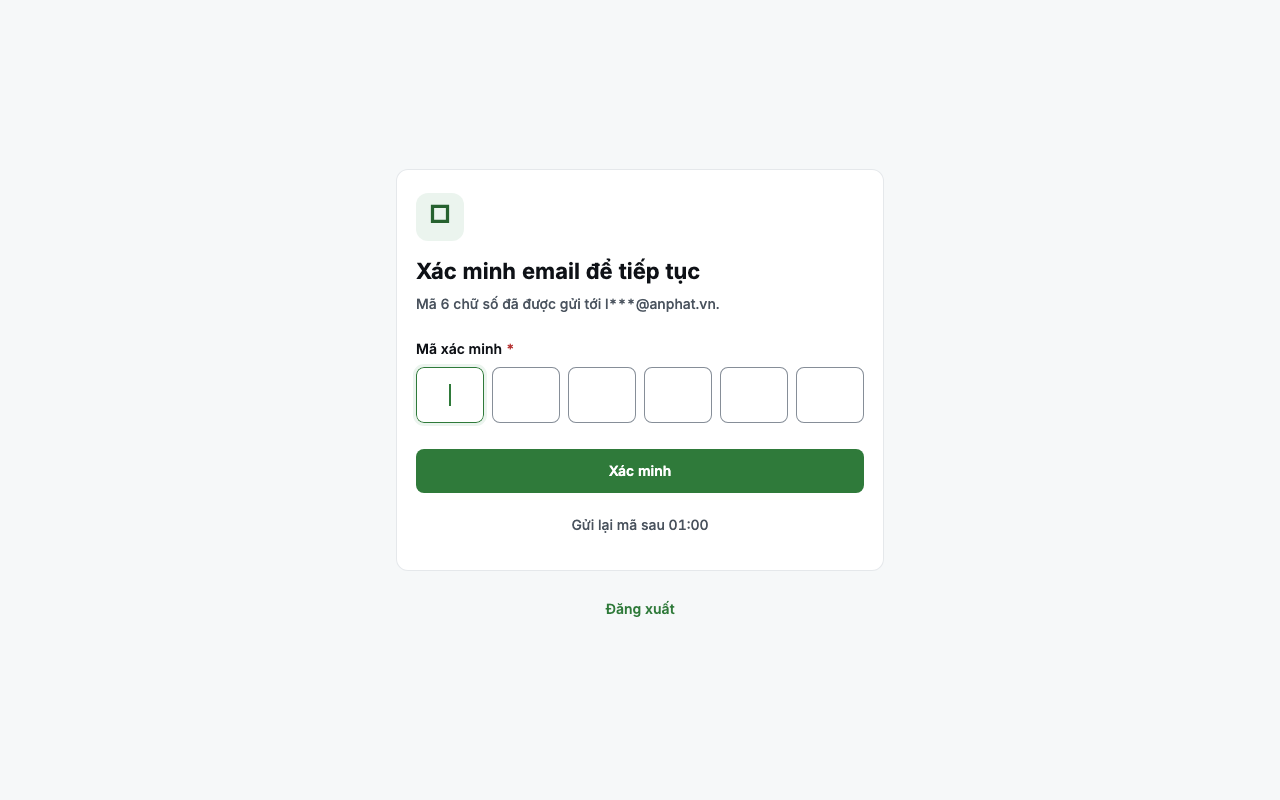 Xác minh email để tiếp tục
Mã 6 chữ số đã được gửi tới l***@anphat.vn.
Mã xác minh *
Xác minh
Gửi lại mã sau 01:00
Đăng xuất